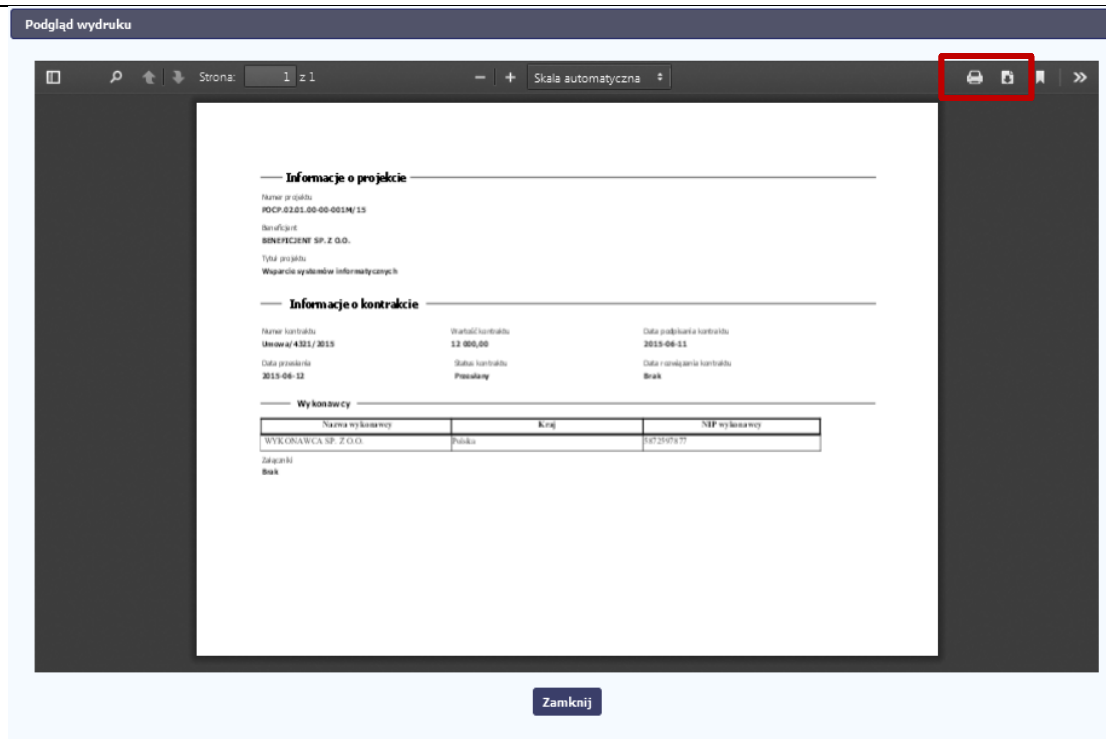 Podgląd wydruku
Strona: 1 z 1 Skala automatyczna
Informacje o projekcie
Numer projektu
POCP.02.01.00-00-001M/15
Beneficjent
BENEFICJENT SP. Z O.O.
Tytuł projektu
Wsparcie systemów informatycznych
Informacje o kontrakcie
Numer kontraktu Wartość kontraktu Data podpisania kontraktu
Umowa/4321/2015 12 000,00 2015-06-11
Data przesłania Status kontraktu Data rozwiązania kontraktu
2015-06-12 Przesłany Brak
Wykonawcy
Nazwa wykonawcy Kraj NIP wykonawcy
WYKONAWCA SP. Z O.O. Polska 5872597877
Załączniki
Brak
Zamknij